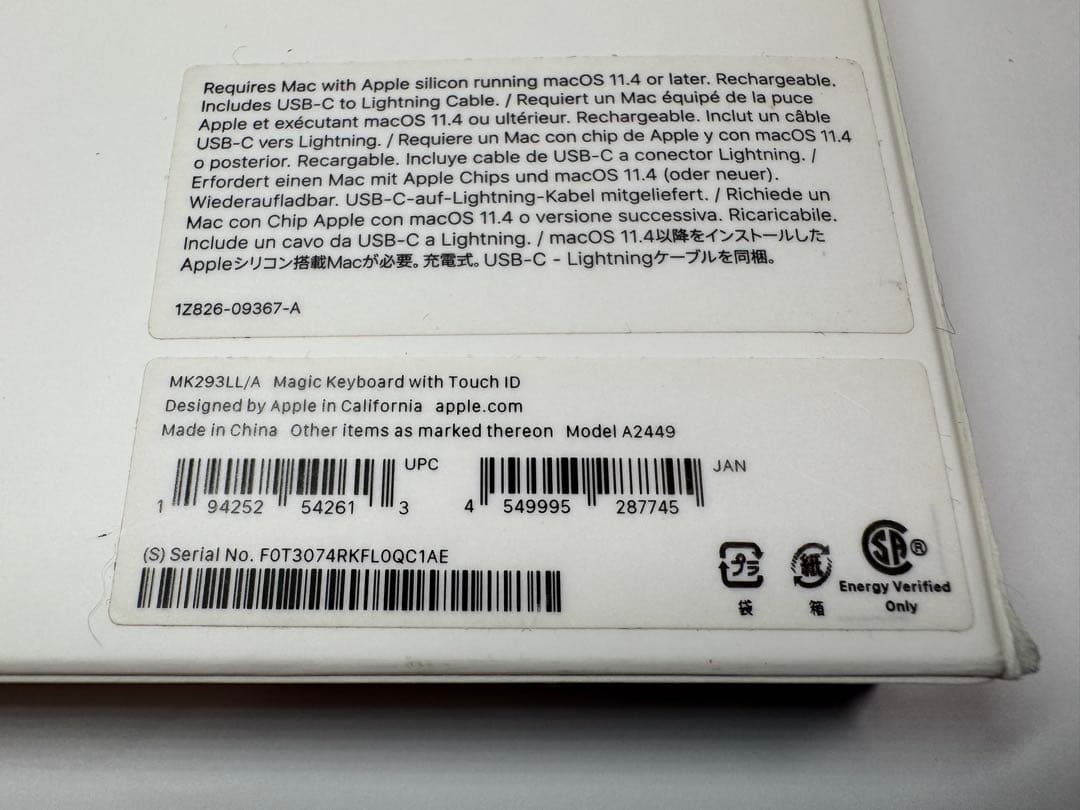 Requires Mac with Apple silicon running macOS 11.4 or later. Rechargeable.
Includes USB-C to Lightning Cable. / Requiert un Mac équipé de la puce
Apple et exécutant macOS 11.4 ou ultérieur. Rechargeable. Inclut un câble
USB-C vers Lightning. / Requiere un Mac con chip de Apple y con macOS 11.4
o posterior. Recargable. Incluye cable de USB-C a conector Lightning. /
Erfordert einen Mac mit Apple Chips und macOS 11.4 (oder neuer).
Wiederaufladbar. USB-C-auf-Lightning-Kabel mitgeliefert. / Richiede un
Mac con Chip Apple con macOS 11.4 o versione successiva. Ricaricabile.
Include un cavo da USB-C a Lightning. / macOS 11.4以降をインストールした
Appleシリコン搭載Macが必要。充電式。USB-C - Lightningケーブルを同梱。
1Z826-09367-A
MK293LL/A Magic Keyboard with Touch ID
Designed by Apple in California apple.com
Made in China Other items as marked thereon Model A2449
UPC
JAN
1 94252 54261 3
4 549995 287745
(S) Serial No. F0T3074RKFL0QC1AE
プラ
袋
紙
箱
SA ®
Energy Verified
Only